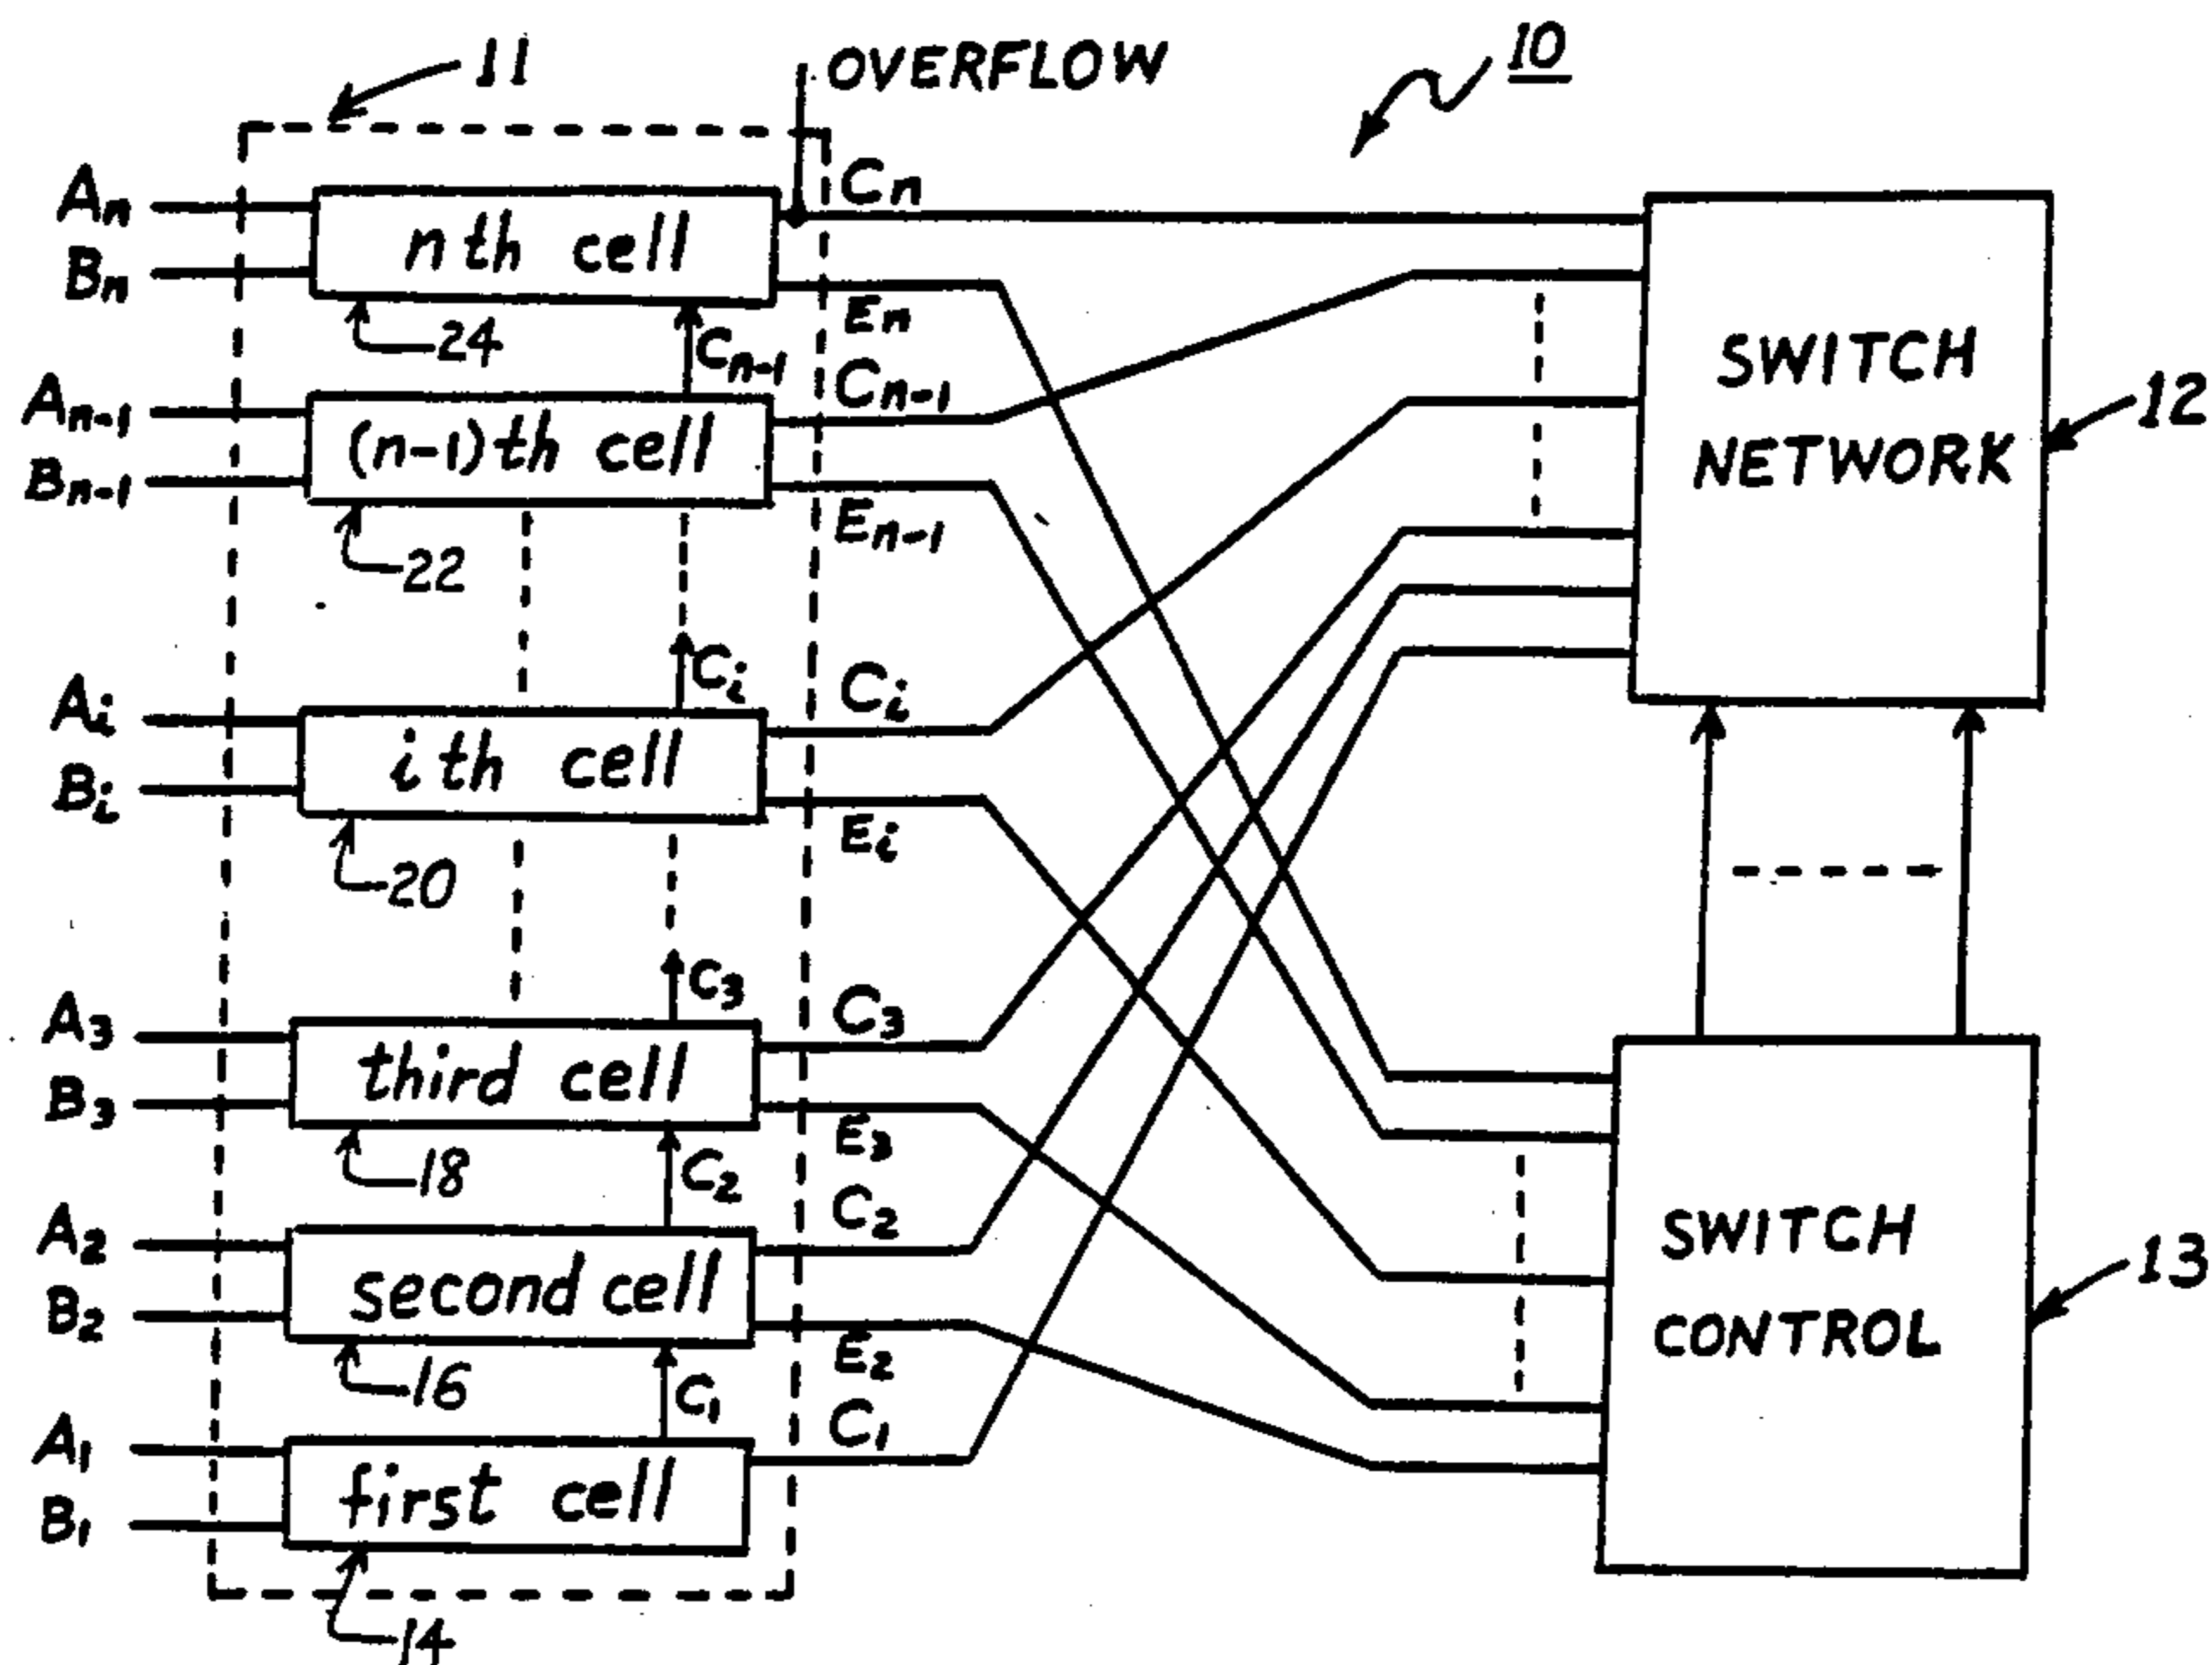 11
OVERFLOW
10
An
Bn
nth cell
Cn
En
24
Cn-1
An-1
Bn-1
(n-1)th cell
Cn-1
En-1
22
SWITCH
NETWORK
12
Ci
Ai
Bi
ith cell
Ci
Ei
20
C3
A3
B3
third cell
C3
E3
18
C2
A2
B2
second cell
C2
E2
16
C1
A1
B1
first cell
C1
14
SWITCH
CONTROL
13